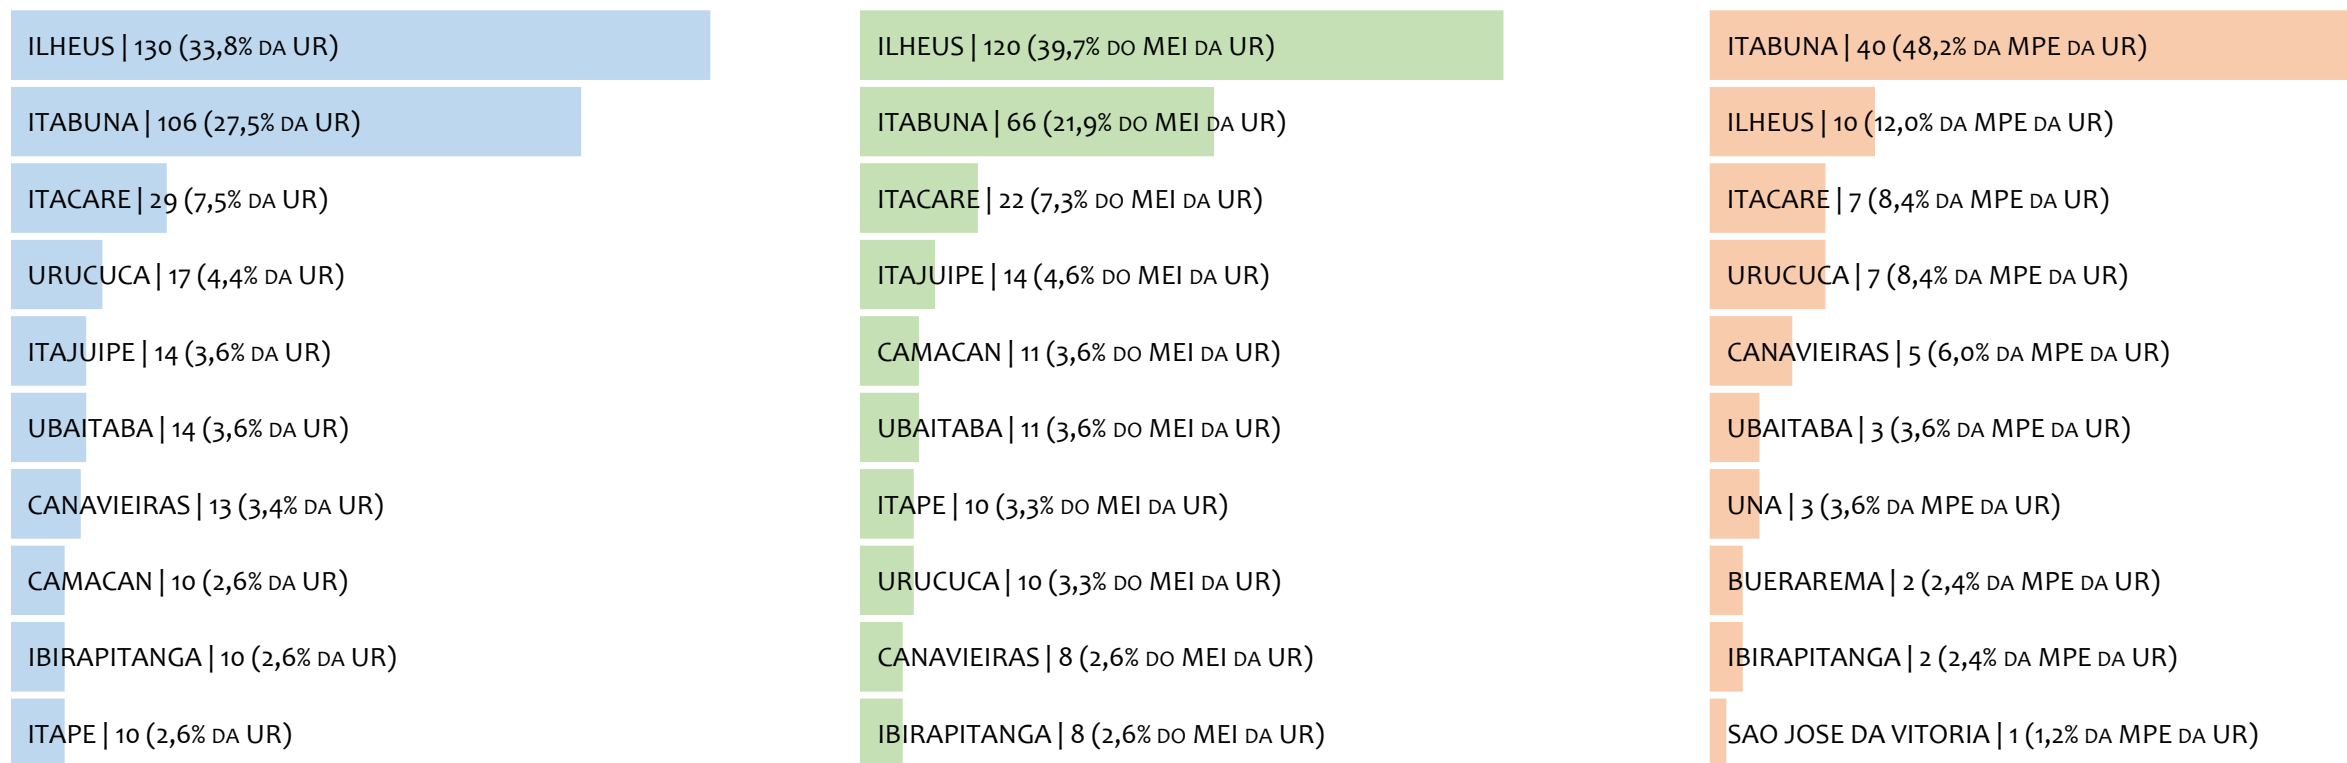 ILHEUS | 130 (33,8% DA UR)
ITABUNA | 106 (27,5% DA UR)
ITACARE | 29 (7,5% DA UR)
URUCUCA | 17 (4,4% DA UR)
ITAJUIPE | 14 (3,6% DA UR)
UBAITABA | 14 (3,6% DA UR)
CANAVIEIRAS | 13 (3,4% DA UR)
CAMACAN | 10 (2,6% DA UR)
IBIRAPITANGA | 10 (2,6% DA UR)
ITAPE | 10 (2,6% DA UR)
ILHEUS | 120 (39,7% DO MEI DA UR)
ITABUNA | 66 (21,9% DO MEI DA UR)
ITACARE | 22 (7,3% DO MEI DA UR)
ITAJUIPE | 14 (4,6% DO MEI DA UR)
CAMACAN | 11 (3,6% DO MEI DA UR)
UBAITABA | 11 (3,6% DO MEI DA UR)
ITAPE | 10 (3,3% DO MEI DA UR)
URUCUCA | 10 (3,3% DO MEI DA UR)
CANAVIEIRAS | 8 (2,6% DO MEI DA UR)
IBIRAPITANGA | 8 (2,6% DO MEI DA UR)
ITABUNA | 40 (48,2% DA MPE DA UR)
ILHEUS | 10 (12,0% DA MPE DA UR)
ITACARE | 7 (8,4% DA MPE DA UR)
URUCUCA | 7 (8,4% DA MPE DA UR)
CANAVIEIRAS | 5 (6,0% DA MPE DA UR)
UBAITABA | 3 (3,6% DA MPE DA UR)
UNA | 3 (3,6% DA MPE DA UR)
BUERAREMA | 2 (2,4% DA MPE DA UR)
IBIRAPITANGA | 2 (2,4% DA MPE DA UR)
SAO JOSE DA VITORIA | 1 (1,2% DA MPE DA UR)